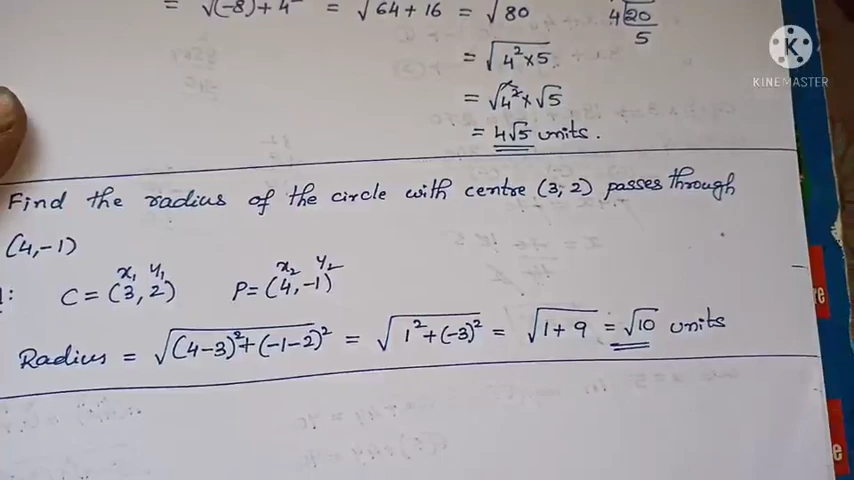 = √(-8)+4² = √64+16 = √80
4|20
5
= √4²×5
= √4² × √5
= 4√5 units.
KINEMASTER
Find the radius of the circle with centre (3, 2) passes through
(4, -1)
x₁ y₁ x₂ y₂
: C = (3, 2) P = (4, -1)
Radius = √(4-3)²+(-1-2)² = √1²+(-3)² = √1+9 = √10 units